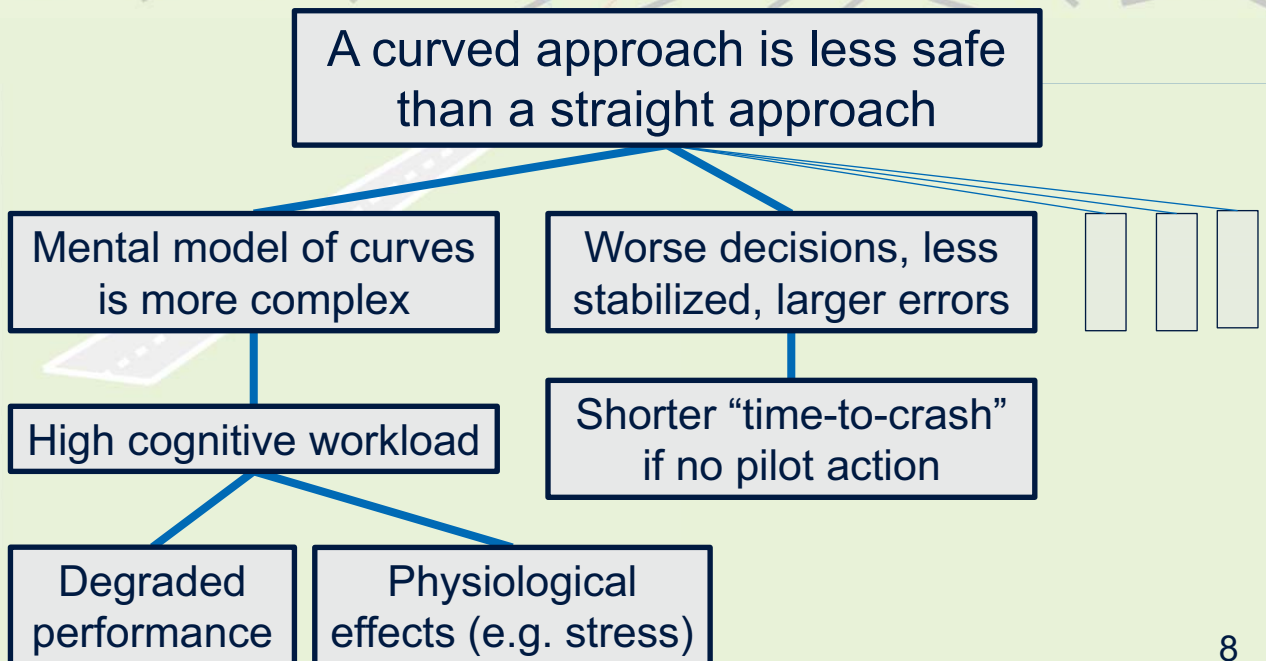 A curved approach is less safe
than a straight approach
Mental model of curves
is more complex
Worse decisions, less
stabilized, larger errors
High cognitive workload
Shorter “time-to-crash”
if no pilot action
Degraded
performance
Physiological
effects (e.g. stress)
8